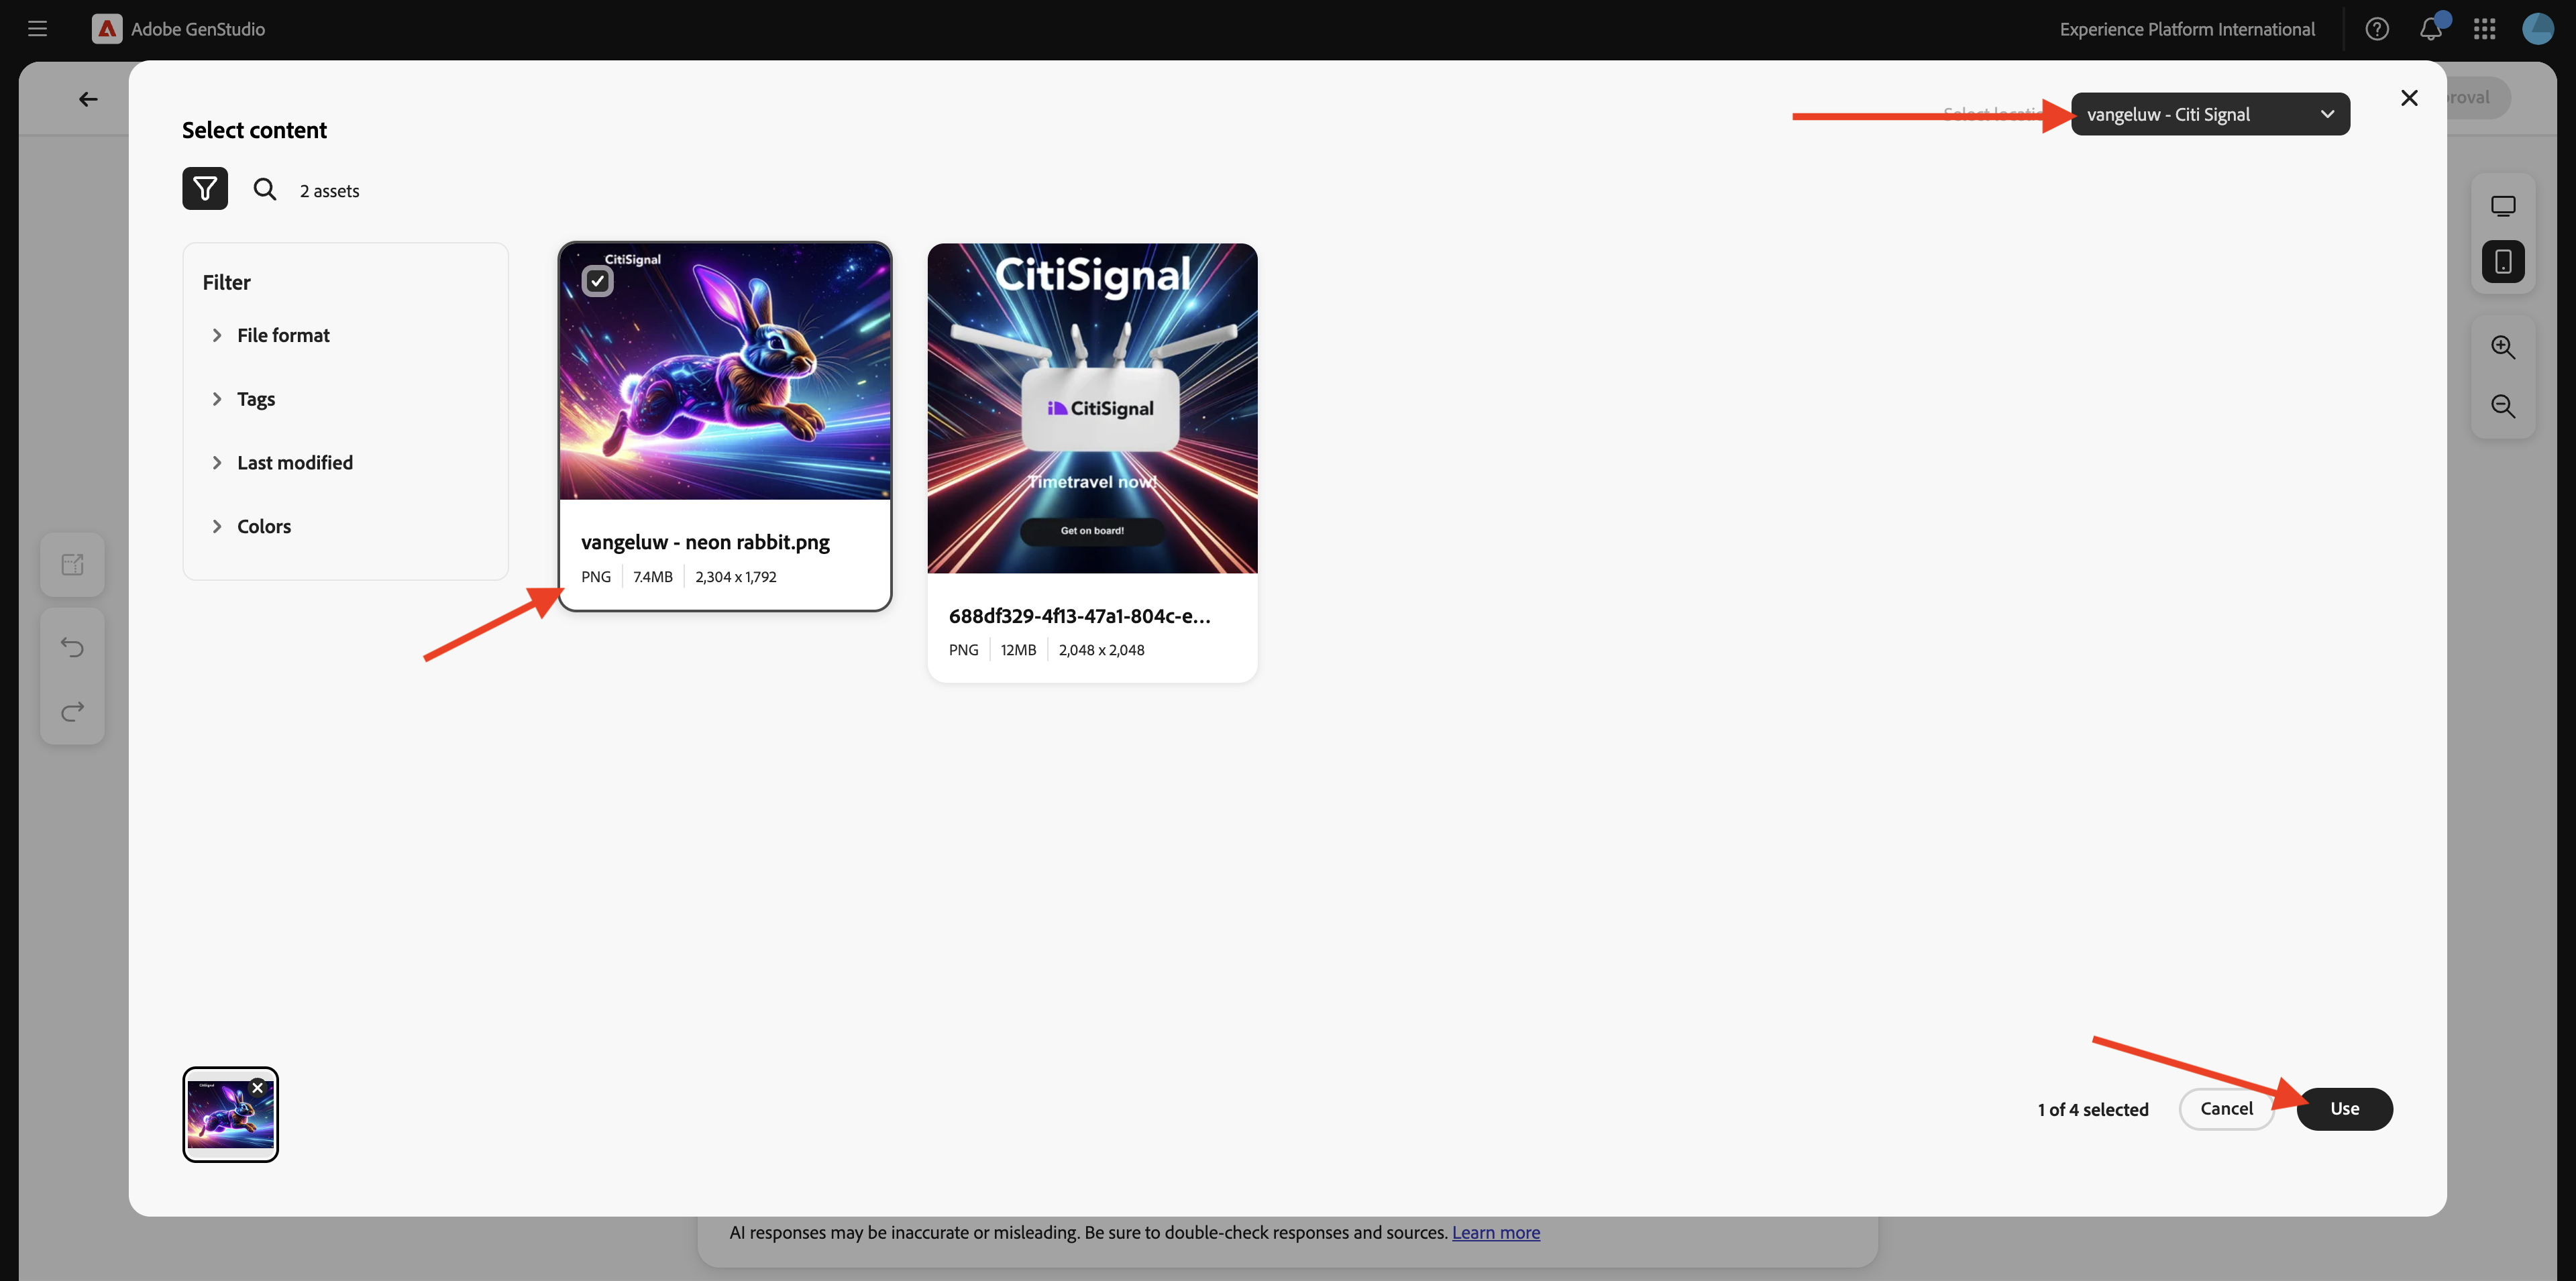 Adobe GenStudio
Experience Platform International
roval
Select content
Select locatio
vangeluw - Citi Signal
2 assets
Filter
File format
Tags
Last modified
Colors
CitiSignal
vangeluw - neon rabbit.png
PNG 7.4MB 2,304 x 1,792
CitiSignal
CitiSignal
Timetravel now!
Get on board!
688df329-4f13-47a1-804c-e...
PNG 12MB 2,048 x 2,048
CitiSignal
1 of 4 selected
Cancel
Use
AI responses may be inaccurate or misleading. Be sure to double-check responses and sources. Learn more